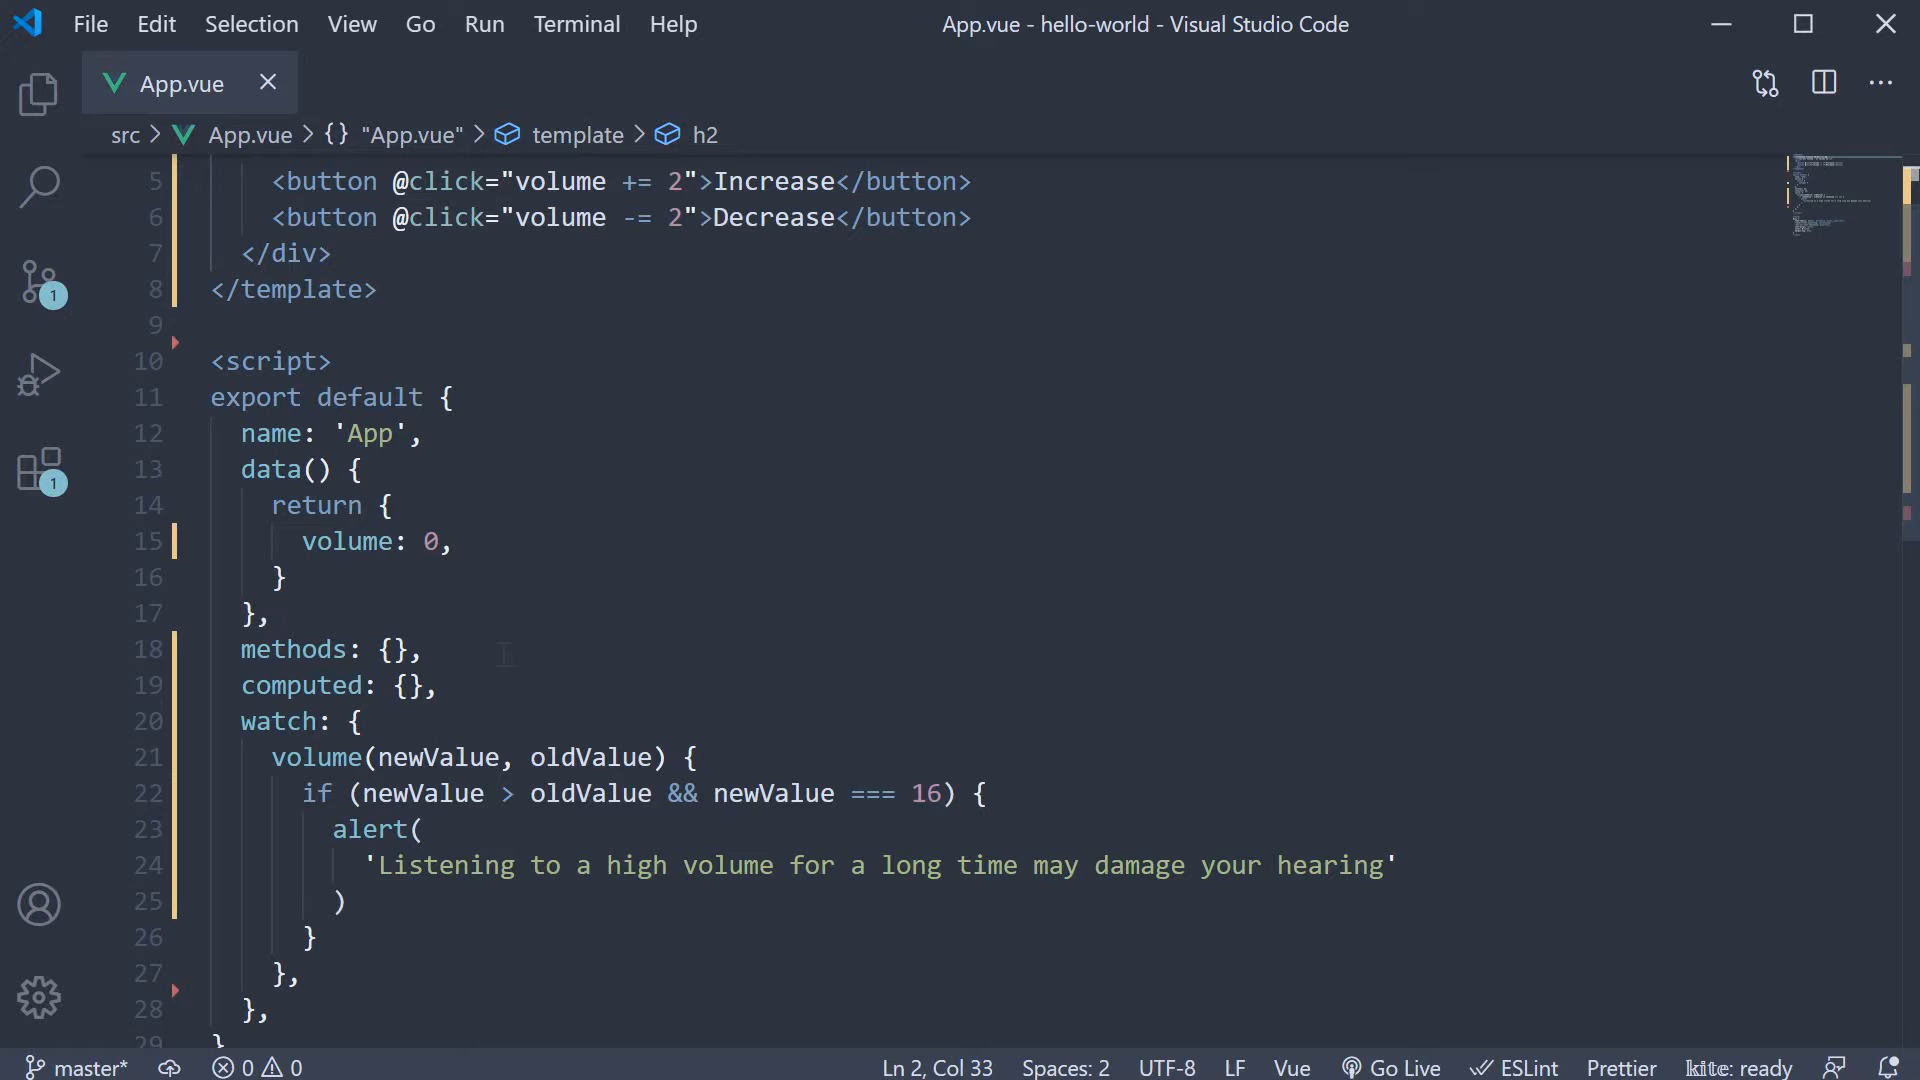 File Edit Selection View Go Run Terminal Help App.vue - hello-world - Visual Studio Code
App.vue
src > App.vue > {} "App.vue" > template > h2
5 <button @click="volume += 2">Increase</button>
6 <button @click="volume -= 2">Decrease</button>
7 </div>
8 </template>
9
10 <script>
11 export default {
12 name: 'App',
13 data() {
14 return {
15 volume: 0,
16 }
17 },
18 methods: {},
19 computed: {},
20 watch: {
21 volume(newValue, oldValue) {
22 if (newValue > oldValue && newValue === 16) {
23 alert(
24 'Listening to a high volume for a long time may damage your hearing'
25 )
26 }
27 },
28 },
29 }
1
1
master* 0 0 Ln 2, Col 33 Spaces: 2 UTF-8 LF Vue Go Live ESLint Prettier kite: ready